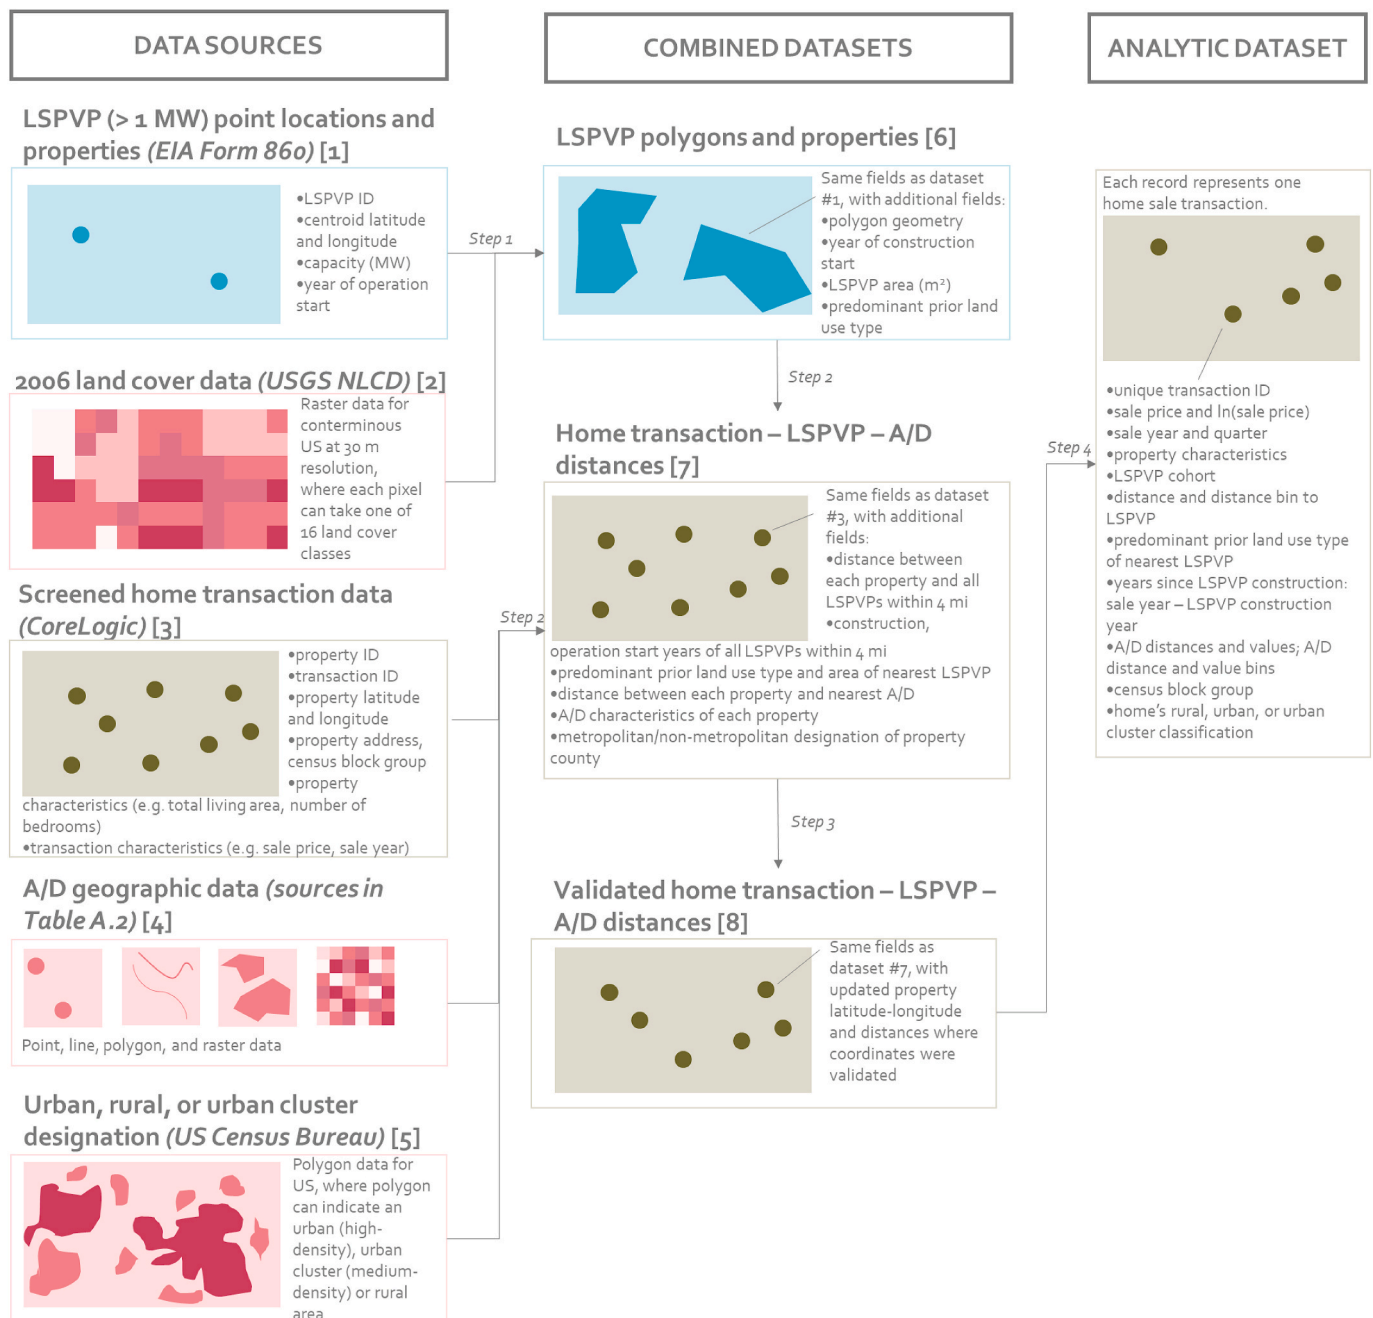 DATA SOURCES
LSPVP (> 1 MW) point locations and
properties (EIA Form 860) [1]
•LSPVP ID
•centroid latitude
and longitude
•capacity (MW)
•year of operation
start
2006 land cover data (USGS NLCD) [2]
Raster data for
conterminous
US at 30 m
resolution,
where each pixel
can take one of
16 land cover
classes
Screened home transaction data
(CoreLogic) [3]
•property ID
•transaction ID
•property latitude
and longitude
•property address,
census block group
•property
characteristics (e.g. total living area, number of
bedrooms)
•transaction characteristics (e.g. sale price, sale year)
A/D geographic data (sources in
Table A.2) [4]
Point, line, polygon, and raster data
Urban, rural, or urban cluster
designation (US Census Bureau) [5]
Polygon data for
US, where polygon
can indicate an
urban (high-
density), urban
cluster (medium-
density) or rural
area
Step 1
Step 2
COMBINED DATASETS
LSPVP polygons and properties [6]
Same fields as dataset
#1, with additional fields:
•polygon geometry
•year of construction
start
•LSPVP area (m²)
•predominant prior land
use type
Step 2
Home transaction – LSPVP – A/D
distances [7]
Same fields as dataset
#3, with additional
fields:
•distance between
each property and all
LSPVPs within 4 mi
•construction,
operation start years of all LSPVPs within 4 mi
•predominant prior land use type and area of nearest LSPVP
•distance between each property and nearest A/D
•A/D characteristics of each property
•metropolitan/non-metropolitan designation of property
county
Step 3
Validated home transaction – LSPVP –
A/D distances [8]
Same fields as
dataset #7, with
updated property
latitude-longitude
and distances where
coordinates were
validated
Step 4
ANALYTIC DATASET
Each record represents one
home sale transaction.
•unique transaction ID
•sale price and ln(sale price)
•sale year and quarter
•property characteristics
•LSPVP cohort
•distance and distance bin to
LSPVP
•predominant prior land use type
of nearest LSPVP
•years since LSPVP construction:
sale year – LSPVP construction
year
•A/D distances and values; A/D
distance and value bins
•census block group
•home's rural, urban, or urban
cluster classification